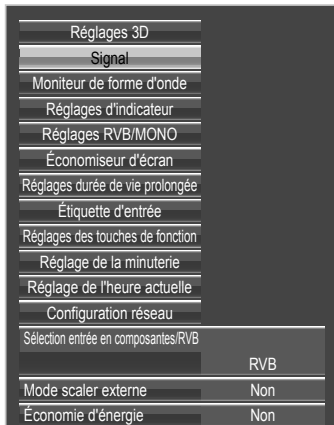 Réglages 3D
Signal
Moniteur de forme d'onde
Réglages d'indicateur
Réglages RVB/MONO
Économiseur d'écran
Réglages durée de vie prolongée
Étiquette d'entrée
Réglages des touches de fonction
Réglage de la minuterie
Réglage de l'heure actuelle
Configuration réseau
Sélection entrée en composantes/RVB
RVB
Mode scaler externe Non
Économie d'énergie Non